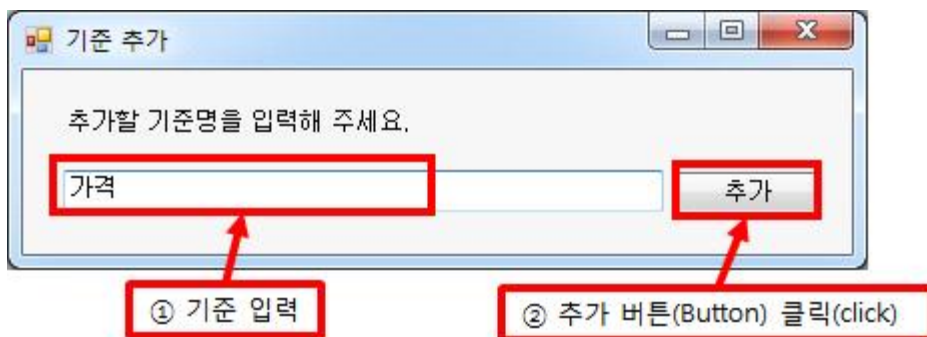 기준 추가
추가할 기준명을 입력해 주세요.
가격
추가
① 기준 입력
② 추가 버튼(Button) 클릭(click)